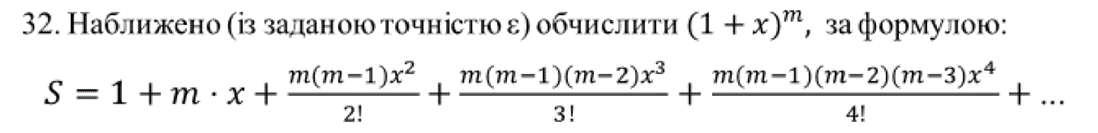 32. Наближено (із заданою точністю ε) обчислити (1 + x)^m, за формулою:
S = 1 + m · x + m(m−1)x²/2! + m(m−1)(m−2)x³/3! + m(m−1)(m−2)(m−3)x⁴/4! + ...